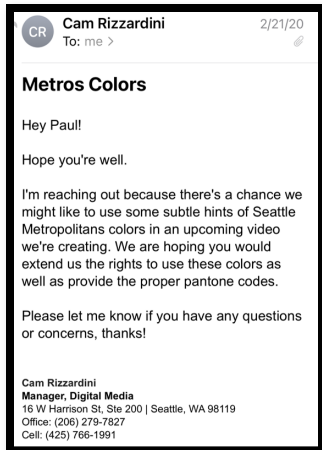 CR
Cam Rizzardini
2/21/20
To: me >
Metros Colors
Hey Paul!
Hope you're well.
I'm reaching out because there's a chance we
might like to use some subtle hints of Seattle
Metropolitans colors in an upcoming video
we're creating. We are hoping you would
extend us the rights to use these colors as
well as provide the proper pantone codes.
Please let me know if you have any questions
or concerns, thanks!
Cam Rizzardini
Manager, Digital Media
16 W Harrison St, Ste 200 | Seattle, WA 98119
Office: (206) 279-7827
Cell: (425) 766-1991